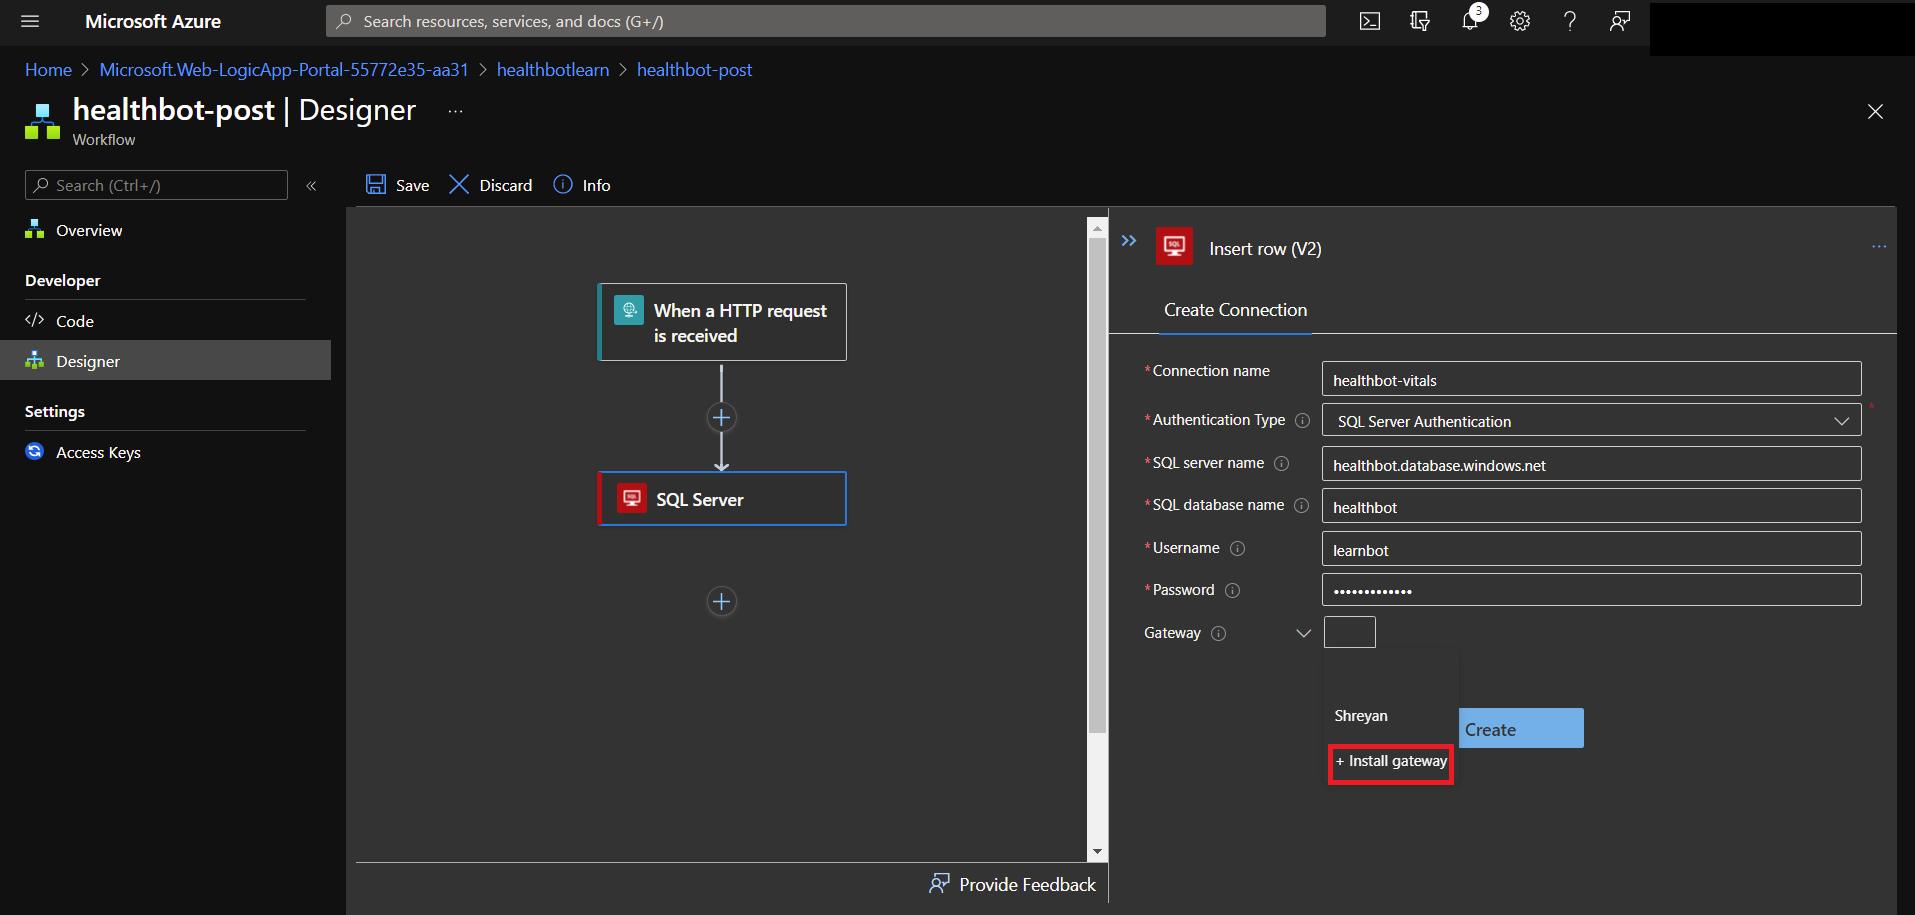 Microsoft Azure
Search resources, services, and docs (G+/)
3
Home > Microsoft.Web-LogicApp-Portal-55772e35-aa31 > healthbotlearn > healthbot-post
healthbot-post | Designer ...
Workflow
Search (Ctrl+/)
«
Overview
Developer
Code
Designer
Settings
Access Keys
Save
Discard
Info
When a HTTP request
is received
SQL Server
Provide Feedback
Insert row (V2)
...
Create Connection
*Connection name
healthbot-vitals
*Authentication Type
SQL Server Authentication
*
*SQL server name
healthbot.database.windows.net
*SQL database name
healthbot
*Username
learnbot
*Password
•••••••••••••
Gateway
Shreyan
+ Install gateway
Create